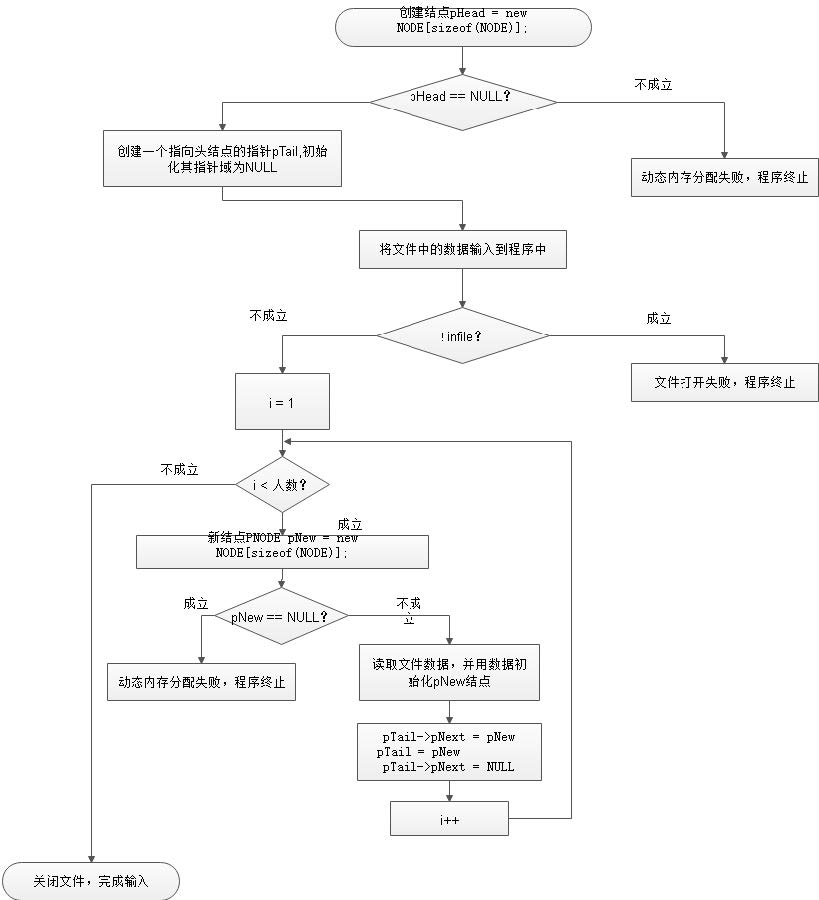 创建结点pHead = new
NODE[sizeof(NODE)];
pHead == NULL?
不成立
创建一个指向头结点的指针pTail,初始
化其指针域为NULL
动态内存分配失败，程序终止
将文件中的数据输入到程序中
不成立
!infile?
成立
文件打开失败，程序终止
i = 1
不成立
i < 人数?
成立
新结点PNODE pNew = new
NODE[sizeof(NODE)];
成立
pNew == NULL?
不成
立
动态内存分配失败，程序终止
读取文件数据，并用数据初
始化pNew结点
pTail->pNext = pNew
pTail = pNew
pTail->pNext = NULL
i++
关闭文件，完成输入